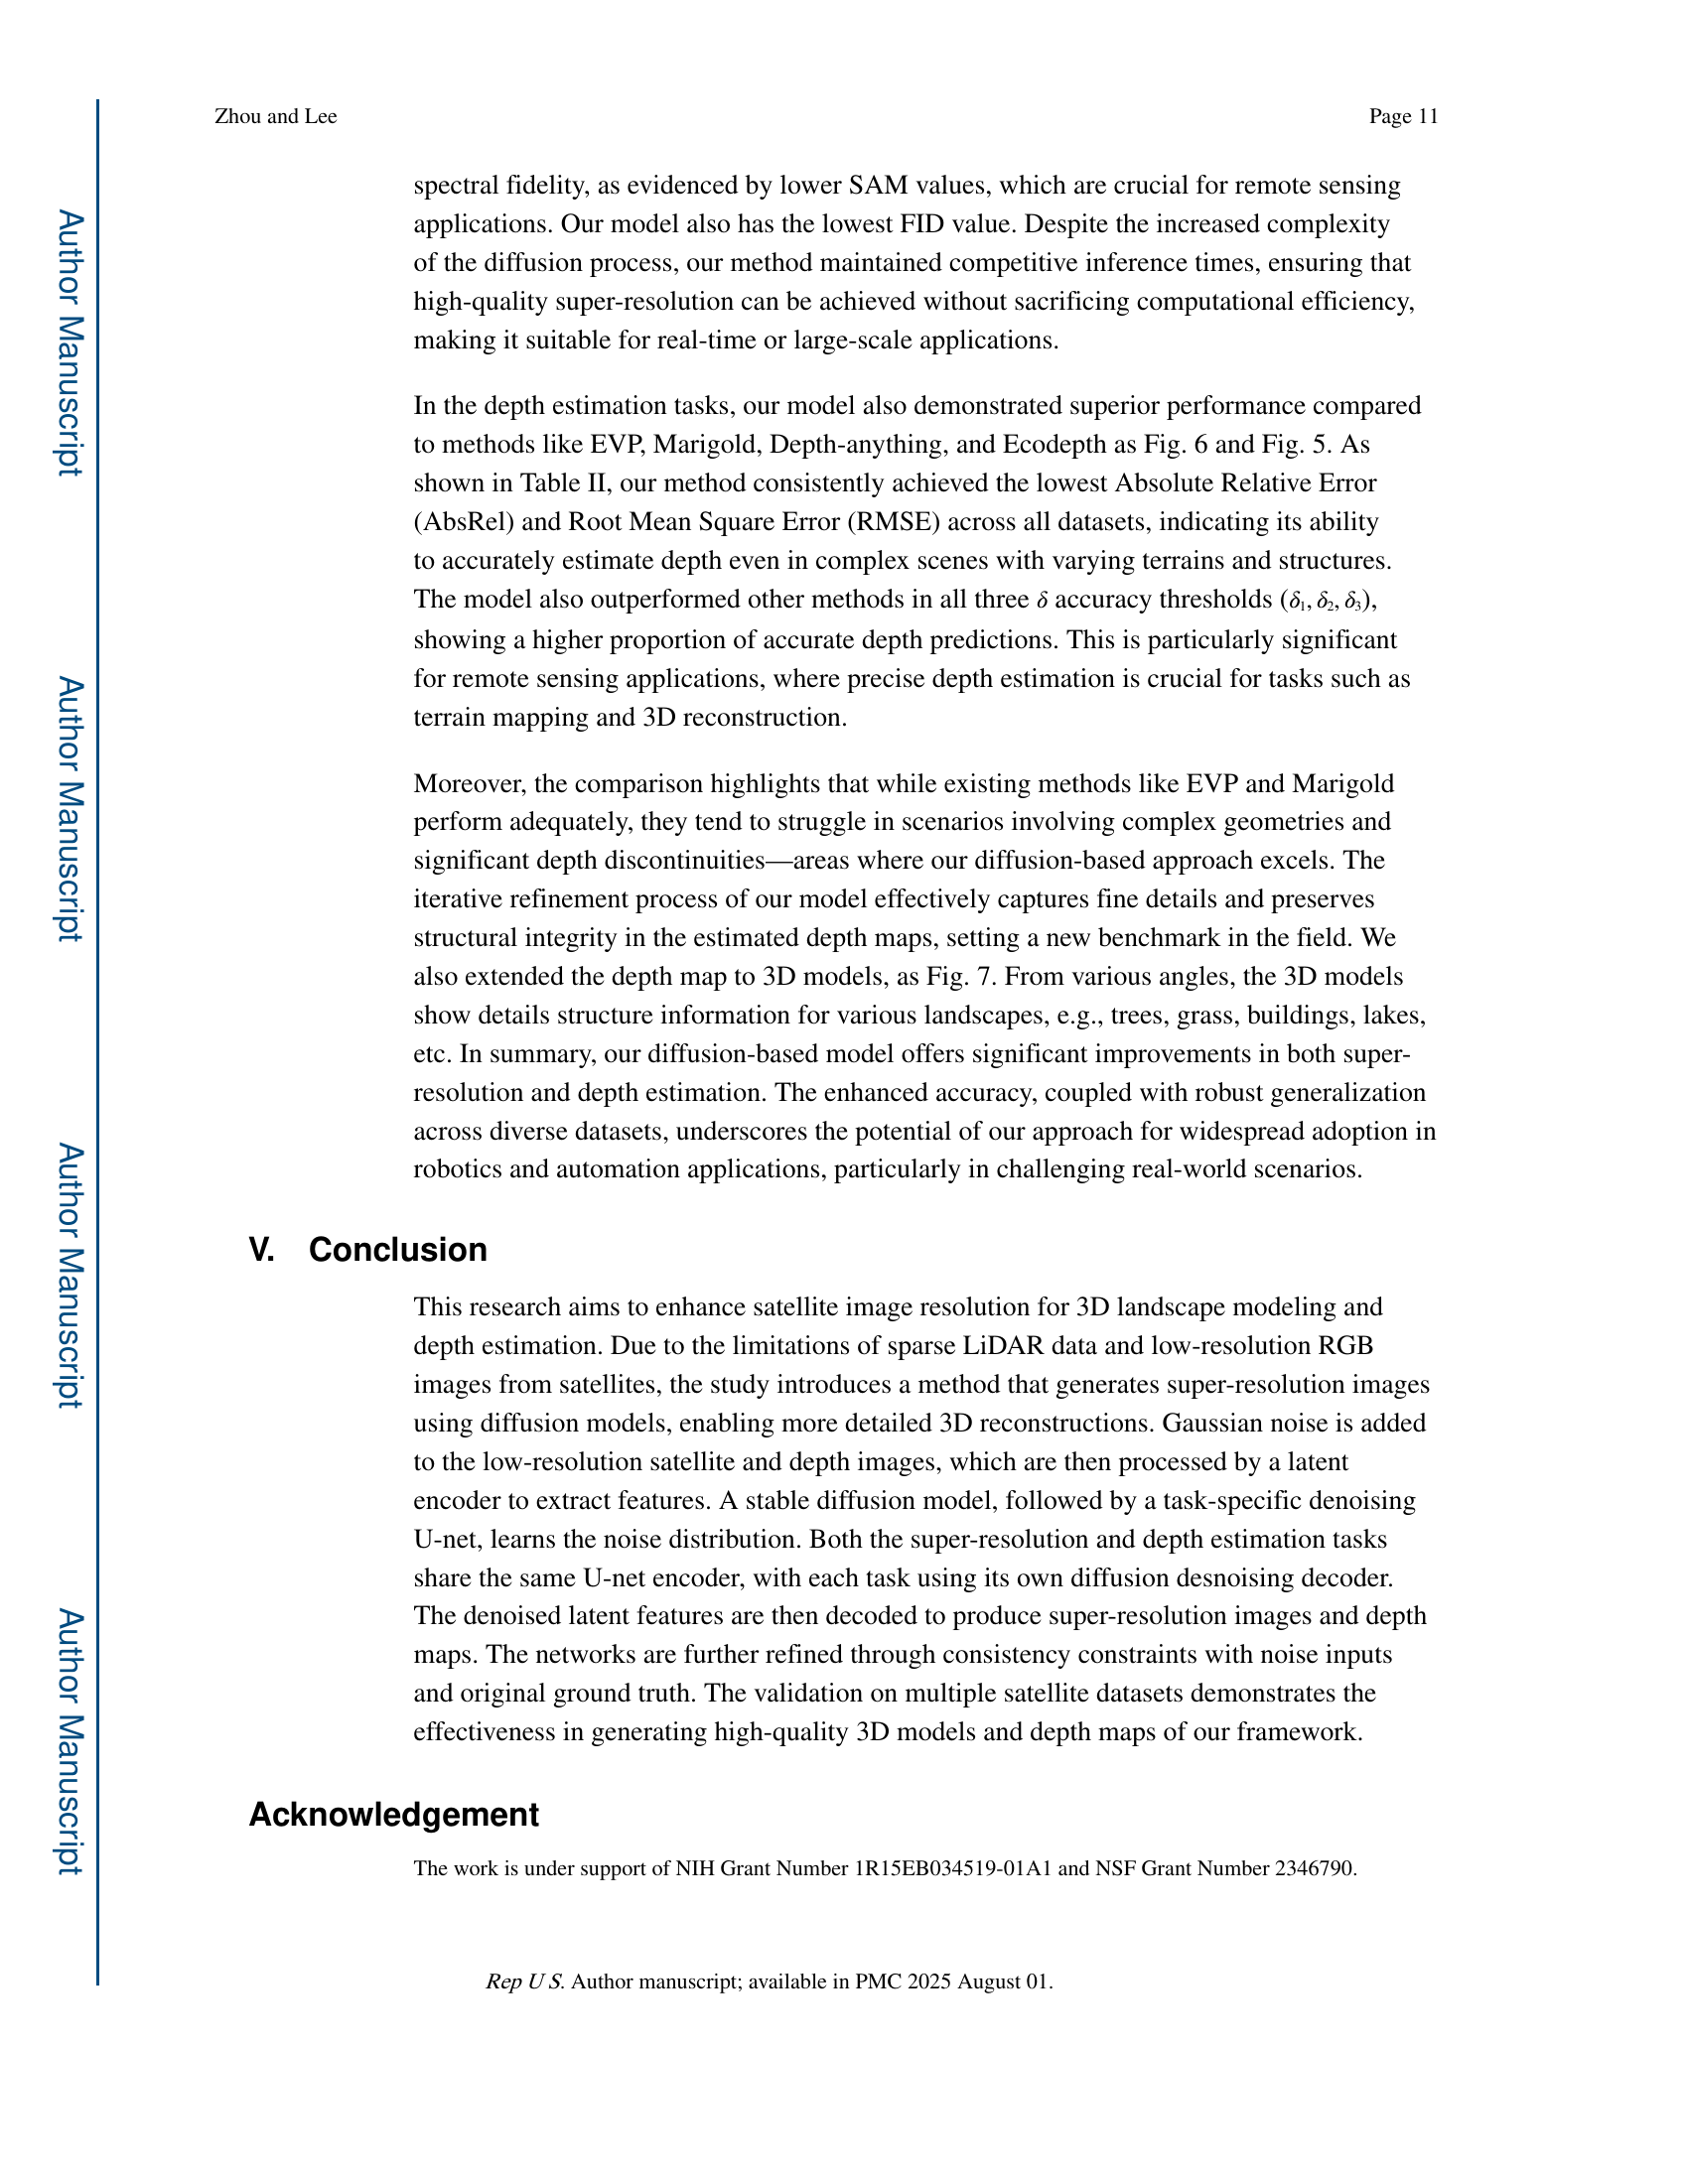 Zhou and Lee
Page 11
spectral fidelity, as evidenced by lower SAM values, which are crucial for remote sensing
applications. Our model also has the lowest FID value. Despite the increased complexity
of the diffusion process, our method maintained competitive inference times, ensuring that
high-quality super-resolution can be achieved without sacrificing computational efficiency,
making it suitable for real-time or large-scale applications.
In the depth estimation tasks, our model also demonstrated superior performance compared
to methods like EVP, Marigold, Depth-anything, and Ecodepth as Fig. 6 and Fig. 5. As
shown in Table II, our method consistently achieved the lowest Absolute Relative Error
(AbsRel) and Root Mean Square Error (RMSE) across all datasets, indicating its ability
to accurately estimate depth even in complex scenes with varying terrains and structures.
The model also outperformed other methods in all three δ accuracy thresholds (δ₁, δ₂, δ₃),
showing a higher proportion of accurate depth predictions. This is particularly significant
for remote sensing applications, where precise depth estimation is crucial for tasks such as
terrain mapping and 3D reconstruction.
Moreover, the comparison highlights that while existing methods like EVP and Marigold
perform adequately, they tend to struggle in scenarios involving complex geometries and
significant depth discontinuities—areas where our diffusion-based approach excels. The
iterative refinement process of our model effectively captures fine details and preserves
structural integrity in the estimated depth maps, setting a new benchmark in the field. We
also extended the depth map to 3D models, as Fig. 7. From various angles, the 3D models
show details structure information for various landscapes, e.g., trees, grass, buildings, lakes,
etc. In summary, our diffusion-based model offers significant improvements in both super-
resolution and depth estimation. The enhanced accuracy, coupled with robust generalization
across diverse datasets, underscores the potential of our approach for widespread adoption in
robotics and automation applications, particularly in challenging real-world scenarios.
V. Conclusion
This research aims to enhance satellite image resolution for 3D landscape modeling and
depth estimation. Due to the limitations of sparse LiDAR data and low-resolution RGB
images from satellites, the study introduces a method that generates super-resolution images
using diffusion models, enabling more detailed 3D reconstructions. Gaussian noise is added
to the low-resolution satellite and depth images, which are then processed by a latent
encoder to extract features. A stable diffusion model, followed by a task-specific denoising
U-net, learns the noise distribution. Both the super-resolution and depth estimation tasks
share the same U-net encoder, with each task using its own diffusion desnoising decoder.
The denoised latent features are then decoded to produce super-resolution images and depth
maps. The networks are further refined through consistency constraints with noise inputs
and original ground truth. The validation on multiple satellite datasets demonstrates the
effectiveness in generating high-quality 3D models and depth maps of our framework.
Acknowledgement
The work is under support of NIH Grant Number 1R15EB034519-01A1 and NSF Grant Number 2346790.
Rep U S. Author manuscript; available in PMC 2025 August 01.
Author Manuscript
Author Manuscript
Author Manuscript
Author Manuscript